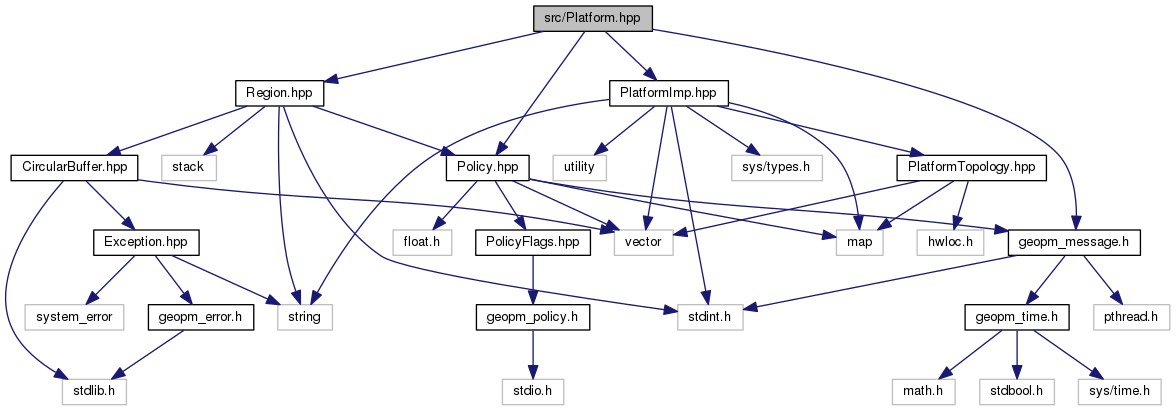 src/Platform.hpp
Region.hpp
PlatformImp.hpp
CircularBuffer.hpp
stack
Policy.hpp
utility
sys/types.h
PlatformTopology.hpp
Exception.hpp
float.h
PolicyFlags.hpp
vector
map
hwloc.h
geopm_message.h
system_error
geopm_error.h
string
geopm_policy.h
stdint.h
geopm_time.h
pthread.h
stdlib.h
stdio.h
math.h
stdbool.h
sys/time.h